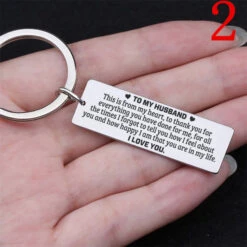 2
♥ TO MY HUSBAND ♥
This is from my heart, to thank you for
everything you have done for me, for all
the times I forgot to tell you how I feel about
you and how happy I am that you are in my life.
I LOVE YOU.